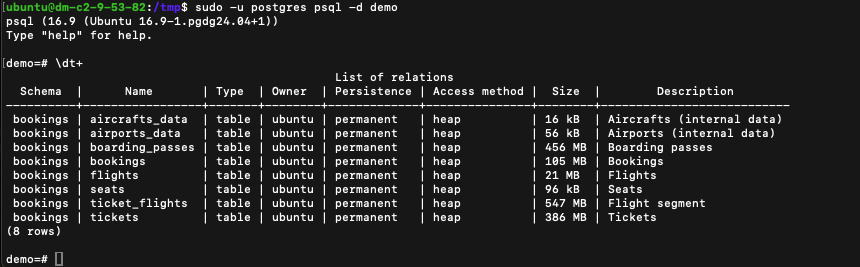 [ubuntu@dm-c2-9-53-82:/tmp$ sudo -u postgres psql -d demo
psql (16.9 (Ubuntu 16.9-1.pgdg24.04+1))
Type "help" for help.
[demo=# \dt+
List of relations
Schema | Name | Type | Owner | Persistence | Access method | Size | Description
----------+-----------------+-------+--------+-------------+---------------+--------+---------------------------
bookings | aircrafts_data | table | ubuntu | permanent | heap | 16 kB | Aircrafts (internal data)
bookings | airports_data | table | ubuntu | permanent | heap | 56 kB | Airports (internal data)
bookings | boarding_passes | table | ubuntu | permanent | heap | 456 MB | Boarding passes
bookings | bookings | table | ubuntu | permanent | heap | 105 MB | Bookings
bookings | flights | table | ubuntu | permanent | heap | 21 MB | Flights
bookings | seats | table | ubuntu | permanent | heap | 96 kB | Seats
bookings | ticket_flights | table | ubuntu | permanent | heap | 547 MB | Flight segment
bookings | tickets | table | ubuntu | permanent | heap | 386 MB | Tickets
(8 rows)
demo=#